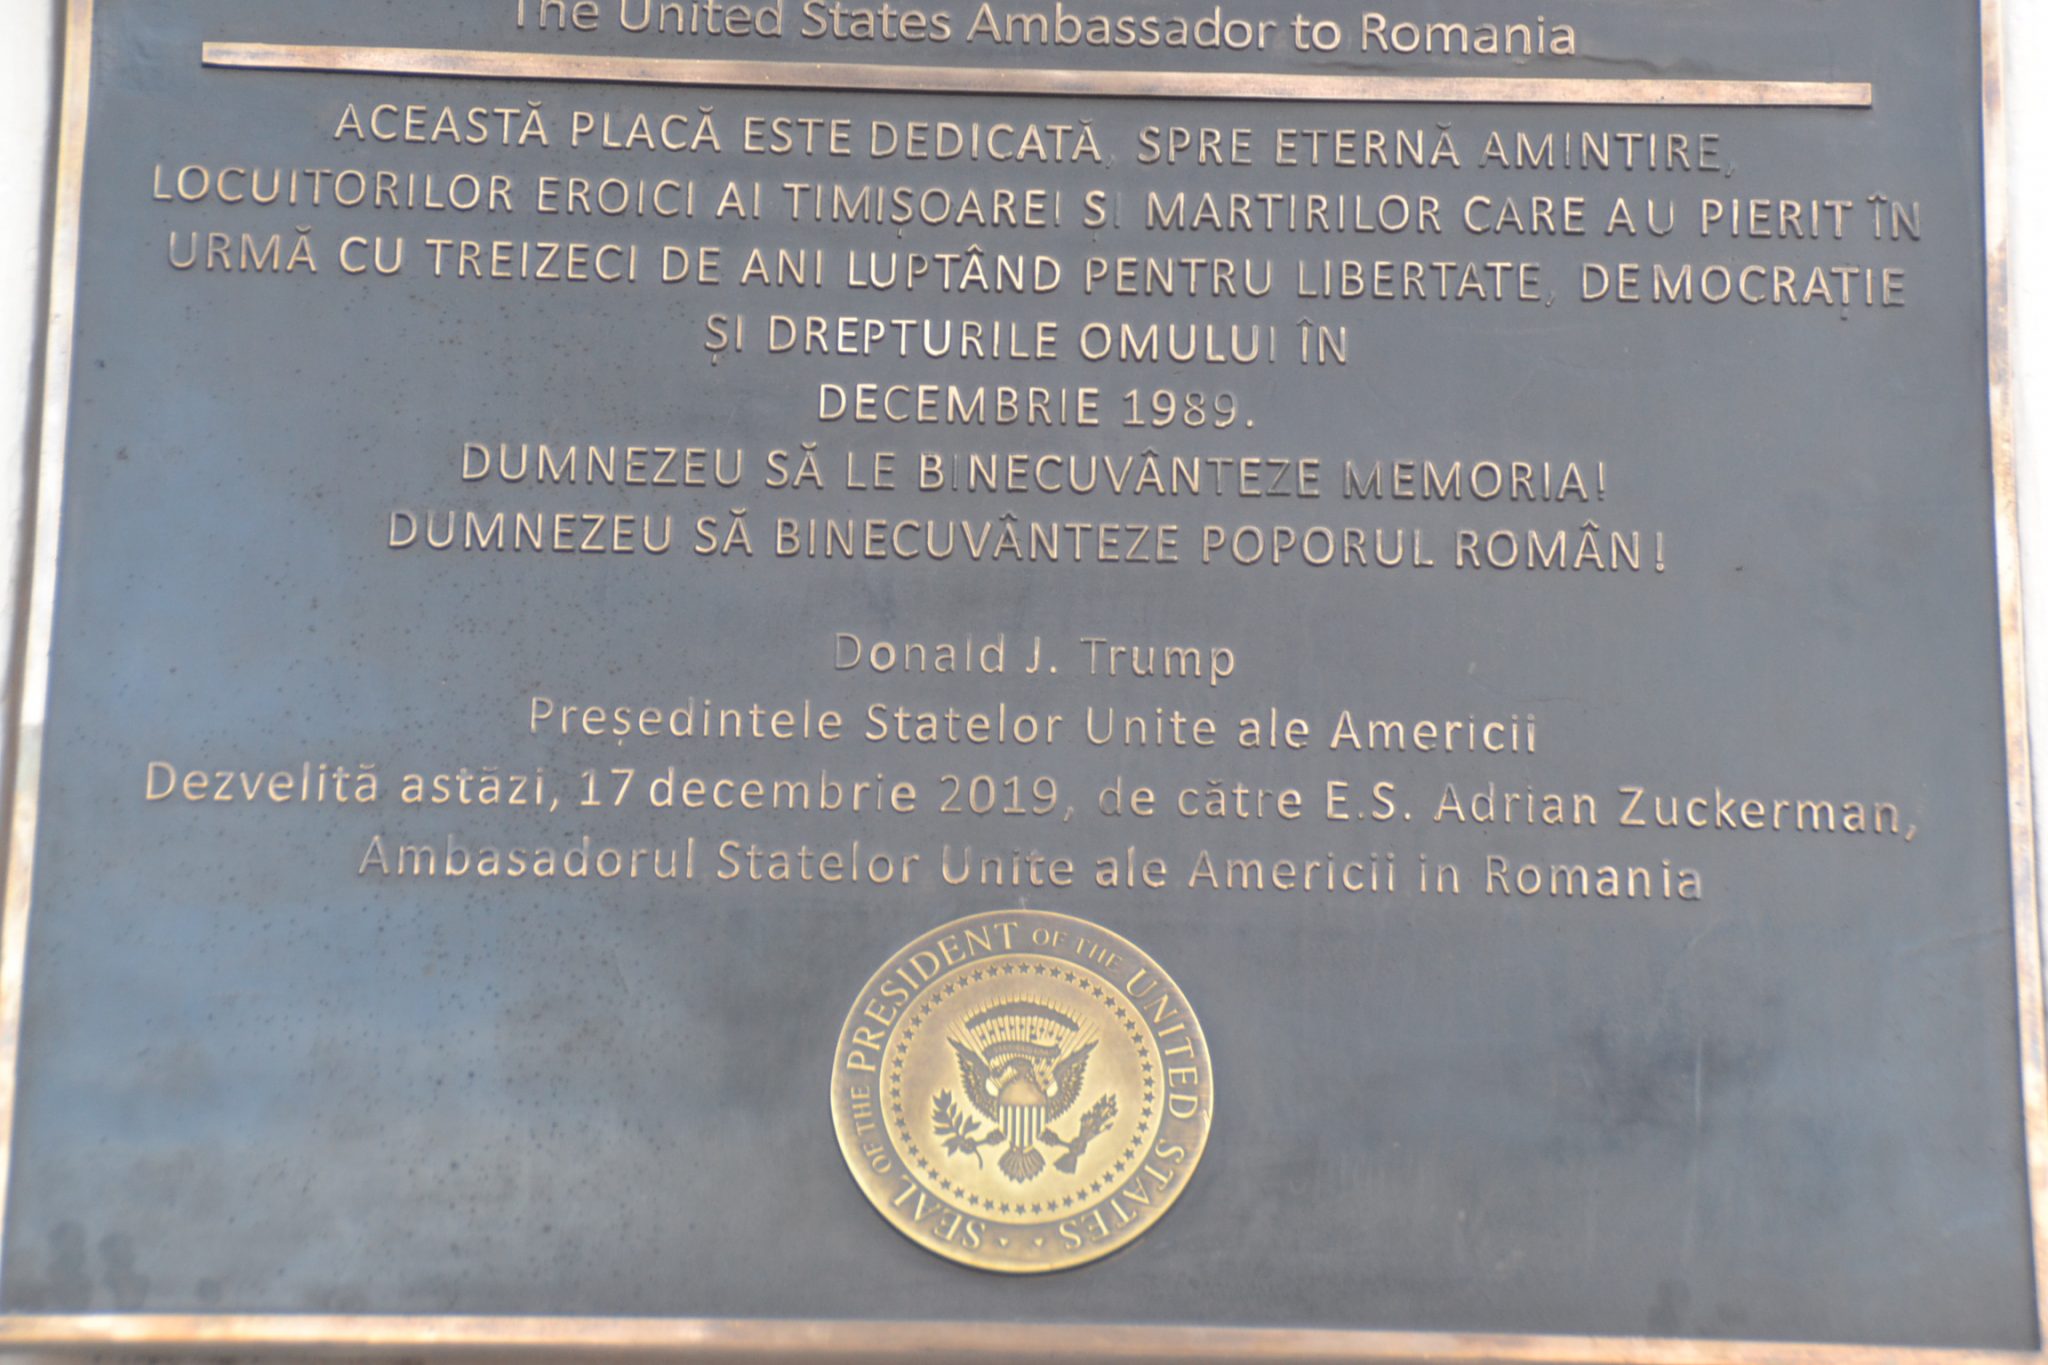 The United States Ambassador to Romania
ACEASTĂ PLACĂ ESTE DEDICATĂ, SPRE ETERNĂ AMINTIRE,
LOCUITORILOR EROICI AI TIMIȘOAREI ȘI MARTIRILOR CARE AU PIERIT ÎN
URMĂ CU TREIZECI DE ANI LUPTÂND PENTRU LIBERTATE, DEMOCRAȚIE
ȘI DREPTURILE OMULUI ÎN
DECEMBRIE 1989.
DUMNEZEU SĂ LE BINECUVÂNTEZE MEMORIA!
DUMNEZEU SĂ BINECUVÂNTEZE POPORUL ROMÂN!
Donald J. Trump
Președintele Statelor Unite ale Americii
Dezvelită astăzi, 17 decembrie 2019, de către E.S. Adrian Zuckerman,
Ambasadorul Statelor Unite ale Americii in Romania
SEAL OF THE PRESIDENT OF THE UNITED STATES